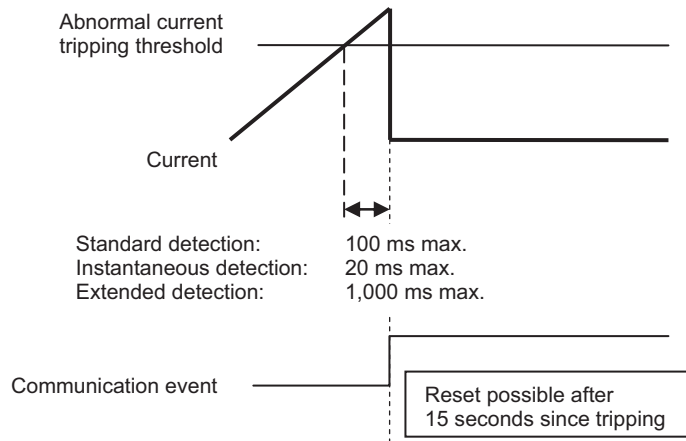 Abnormal current
tripping threshold
Current
Standard detection: 100 ms max.
Instantaneous detection: 20 ms max.
Extended detection: 1,000 ms max.
Communication event
Reset possible after
15 seconds since tripping